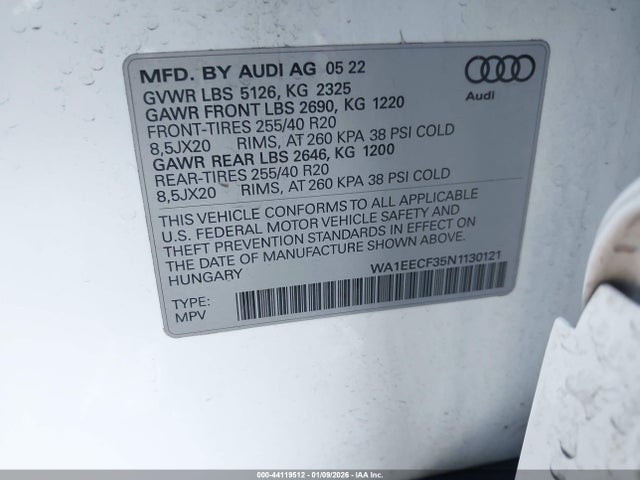 MFD. BY AUDI AG 05 22
GVWR LBS 5126, KG 2325
GAWR FRONT LBS 2690, KG 1220
FRONT-TIRES 255/40 R20
8,5JX20 RIMS, AT 260 KPA 38 PSI COLD
GAWR REAR LBS 2646, KG 1200
REAR-TIRES 255/40 R20
8,5JX20 RIMS, AT 260 KPA 38 PSI COLD
Audi
THIS VEHICLE CONFORMS TO ALL APPLICABLE
U.S. FEDERAL MOTOR VEHICLE SAFETY AND
THEFT PREVENTION STANDARDS IN EFFECT ON
THE DATE OF MANUFACTURE SHOWN ABOVE.
HUNGARY
WA1EECF35N1130121
TYPE:
MPV
000-44119512 - 01/09/2026 - IAA Inc.